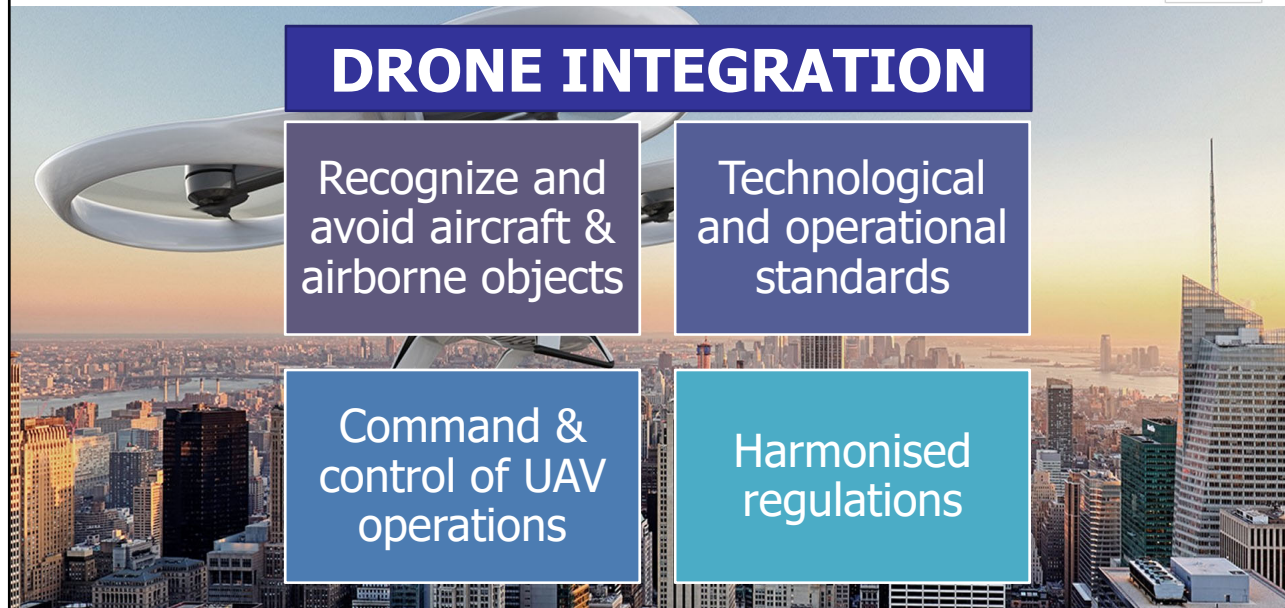 DRONE INTEGRATION
Recognize and
avoid aircraft &
airborne objects
Technological
and operational
standards
Command &
control of UAV
operations
Harmonised
regulations